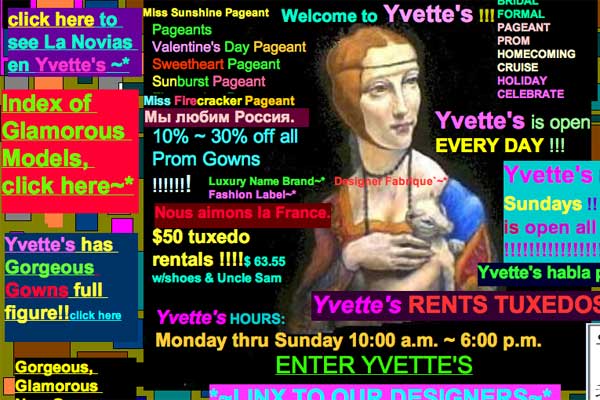 click here to
see La Novias
en Yvette's ~*
Index of
Glamorous
Models,
click here~*
Yvette's has
Gorgeous
Gowns full
figure!!click here
Gorgeous,
Glamorous
Miss Sunshine Pageant
Pageants
Valentine's Day Pageant
Sweetheart Pageant
Sunburst Pageant
Miss Firecracker Pageant
Мы любим Россия.
10% ~ 30% off all
Prom Gowns
!!!!!!!
Luxury Name Brand~* Designer Fabrique`~*
Fashion Label~*
Nous aimons la France.
$50 tuxedo
rentals !!!!$ 63.55
w/shoes & Uncle Sam
Welcome to Yvette's !!!
BRIDAL
FORMAL
PAGEANT
PROM
HOMECOMING
CRUISE
HOLIDAY
CELEBRATE
Yvette's is open
EVERY DAY !!!
Yvette's
Sundays !!
is open all
!!!!!!!!!!!!!!!!!!
Yvette's habla
Yvette's RENTS TUXEDOS
Yvette's HOURS:
Monday thru Sunday 10:00 a.m. ~ 6:00 p.m.
ENTER YVETTE'S
*~LINX TO OUR DESIGNERS~*